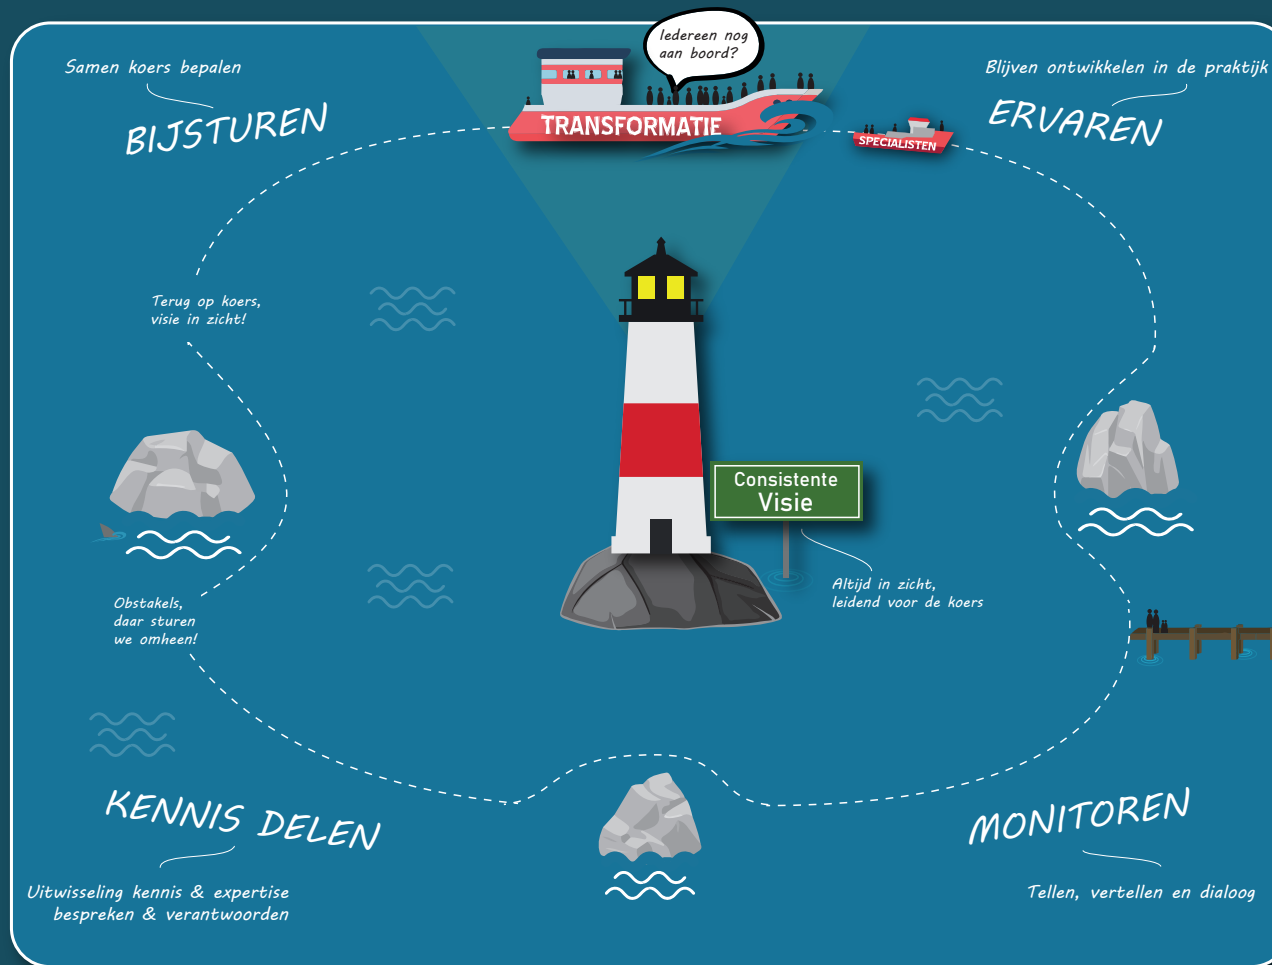 Iedereen nog
aan boord?
Samen koers bepalen
BIJSTUREN
TRANSFORMATIE
SPECIALISTEN
Blijven ontwikkelen in de praktijk
ERVAREN
Terug op koers,
visie in zicht!
Consistente
Visie
Altijd in zicht,
leidend voor de koers
Obstakels,
daar sturen
we omheen!
KENNIS DELEN
Uitwisseling kennis & expertise
bespreken & verantwoorden
MONITOREN
Tellen, vertellen en dialoog